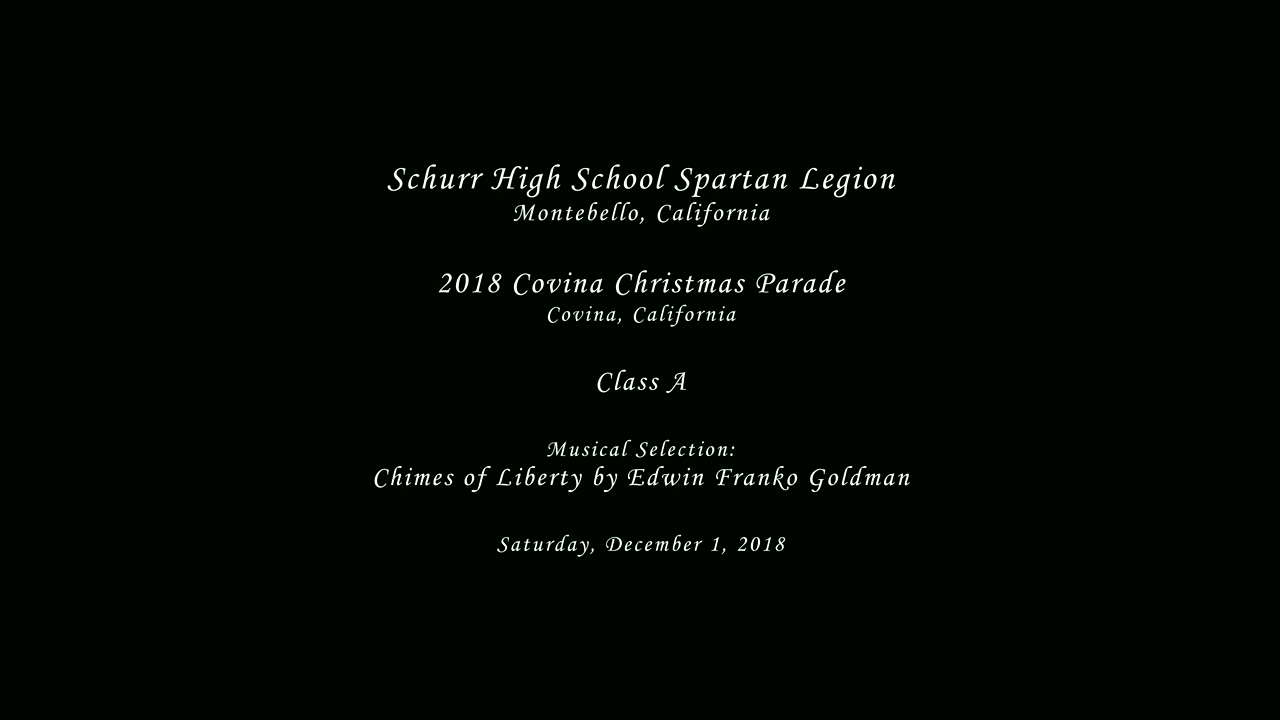 Schurr High School Spartan Legion
Montebello, California
2018 Covina Christmas Parade
Covina, California
Class A
Musical Selection:
Chimes of Liberty by Edwin Franko Goldman
Saturday, December 1, 2018